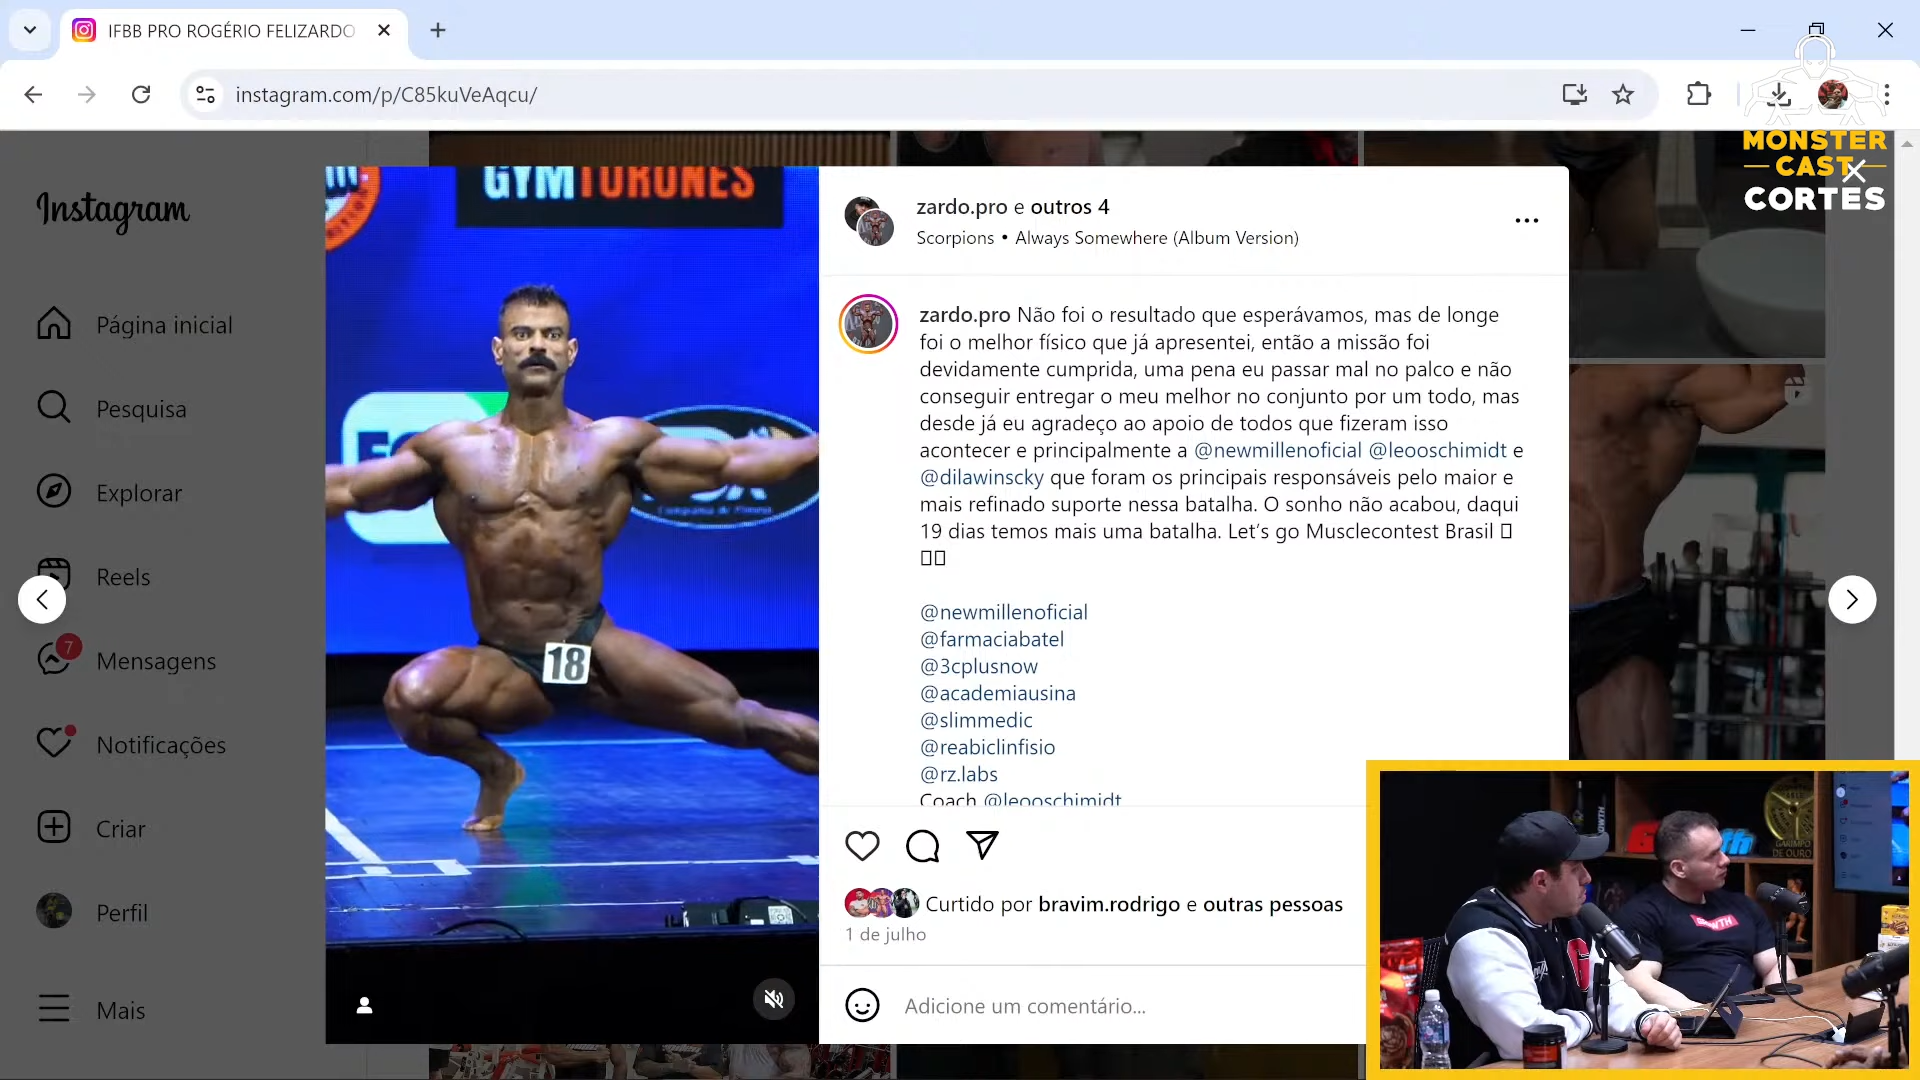 IFBB PRO ROGÉRIO FELIZARDO
instagram.com/p/C85kuVeAqcu/
MONSTER
CAST
CORTES
Instagram
Página inicial
Pesquisa
Explorar
Reels
7
Mensagens
Notificações
Criar
Perfil
Mais
GYM TURONES
18
zardo.pro e outros 4
Scorpions • Always Somewhere (Album Version)
zardo.pro Não foi o resultado que esperávamos, mas de longe
foi o melhor físico que já apresentei, então a missão foi
devidamente cumprida, uma pena eu passar mal no palco e não
conseguir entregar o meu melhor no conjunto por um todo, mas
desde já eu agradeço ao apoio de todos que fizeram isso
acontecer e principalmente a @newmillenoficial @leooschimidt e
@dilawinscky que foram os principais responsáveis pelo maior e
mais refinado suporte nessa batalha. O sonho não acabou, daqui
19 dias temos mais uma batalha. Let’s go Musclecontest Brasil
@newmillenoficial
@farmaciabatel
@3cplusnow
@academiausina
@slimmedic
@reabiclinfisio
@rz.labs
Coach @leooschimidt
Curtido por bravim.rodrigo e outras pessoas
1 de julho
Adicione um comentário...
GARIMPO
DE OURO
GROWTH